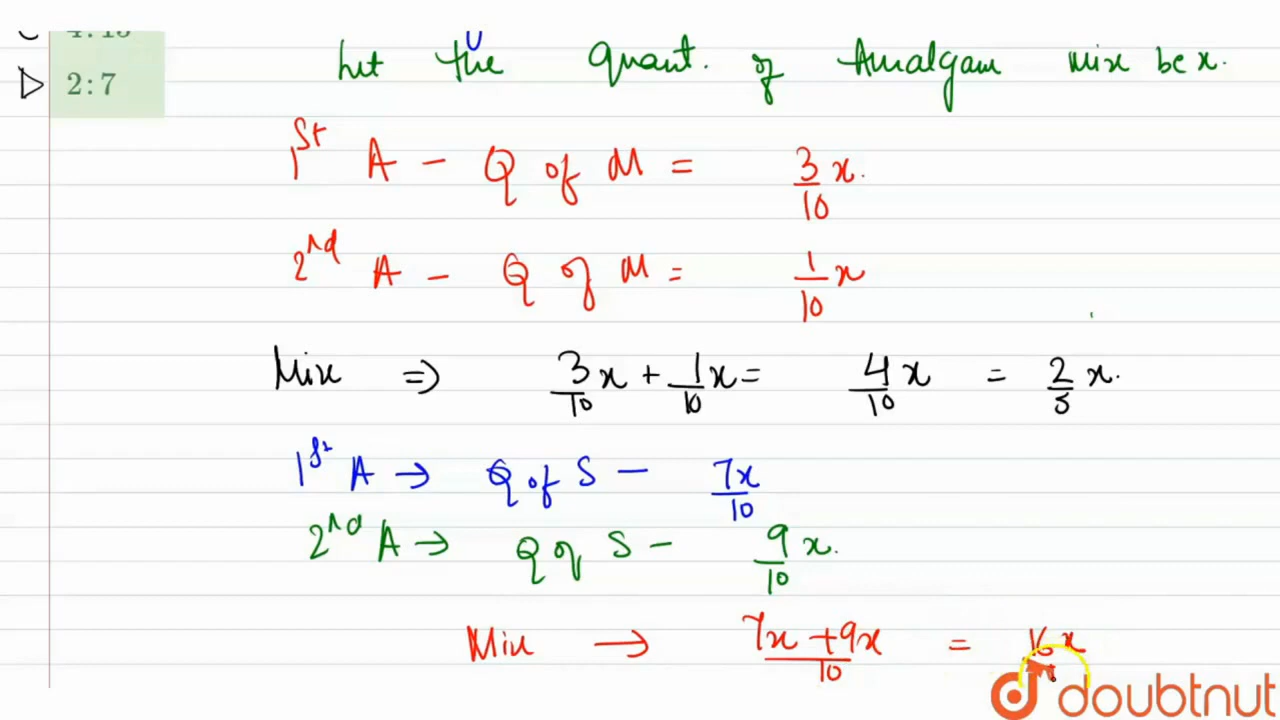 2:7
Let the Quant. of Amalgam mix be x.
1st A - Q of M = 3/10 x.
2nd A - Q of M = 1/10 x
Mix ⇒ 3/10 x + 1/10 x = 4/10 x = 2/5 x.
1st A → Q of S - 7x/10
2nd A → Q of S - 9/10 x.
Mix → 7x+9x/10 = 16x
doubtnut